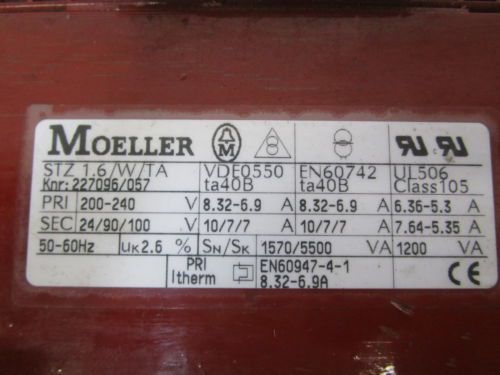 MOELLER
STZ 1.6/W/TA VDE0550 EN60742 UL506
Knr: 227096/057 ta40B ta40B Class105
PRI 200-240 V 8.32-6.9 A 8.32-6.9 A 6.36-5.3 A
SEC 24/90/100 V 10/7/7 A 10/7/7 A 7.64-5.35 A
50-60Hz uK2.6 % SN/SK 1570/5500 VA 1200 VA
PRI EN60947-4-1
Itherm 8.32-6.9A CE